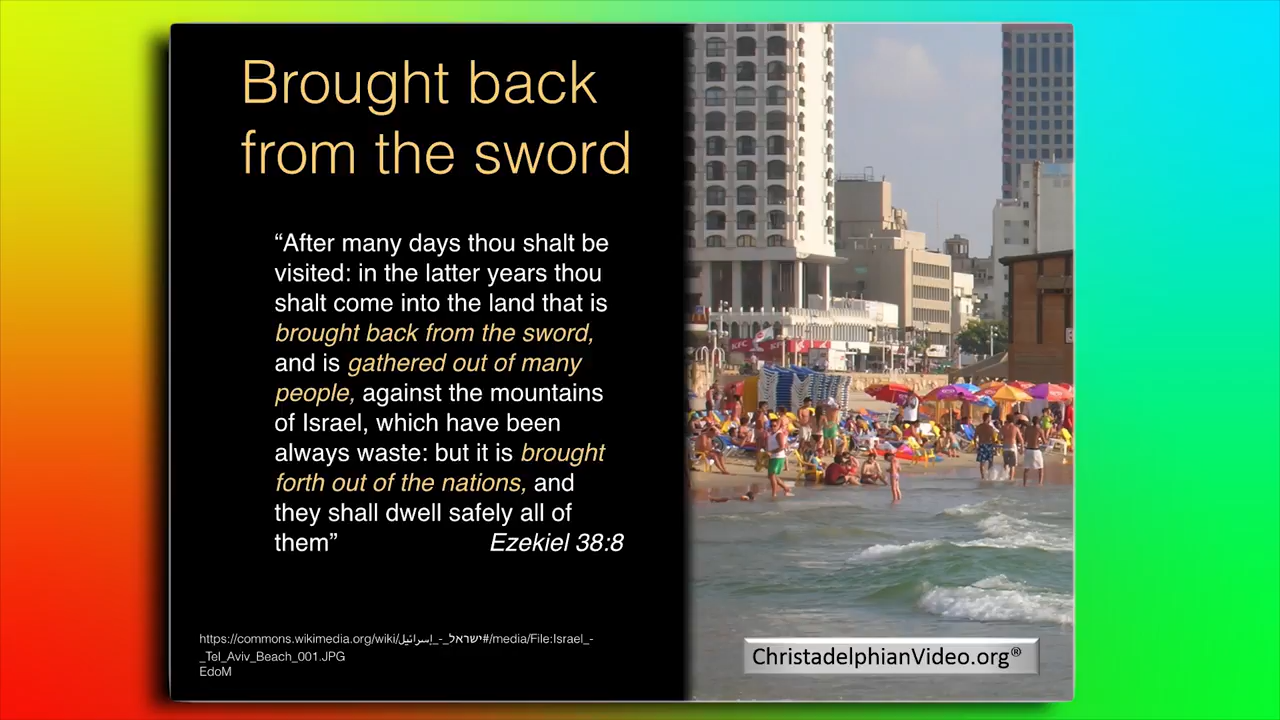 Brought back
from the sword
“After many days thou shalt be
visited: in the latter years thou
shalt come into the land that is
brought back from the sword,
and is gathered out of many
people, against the mountains
of Israel, which have been
always waste: but it is brought
forth out of the nations, and
they shall dwell safely all of
them” Ezekiel 38:8
KFC
KFC
https://commons.wikimedia.org/wiki/إسرائيل_-_ישראל#/media/File:Israel_-
_Tel_Aviv_Beach_001.JPG
EdoM
ChristadelphianVideo.org®